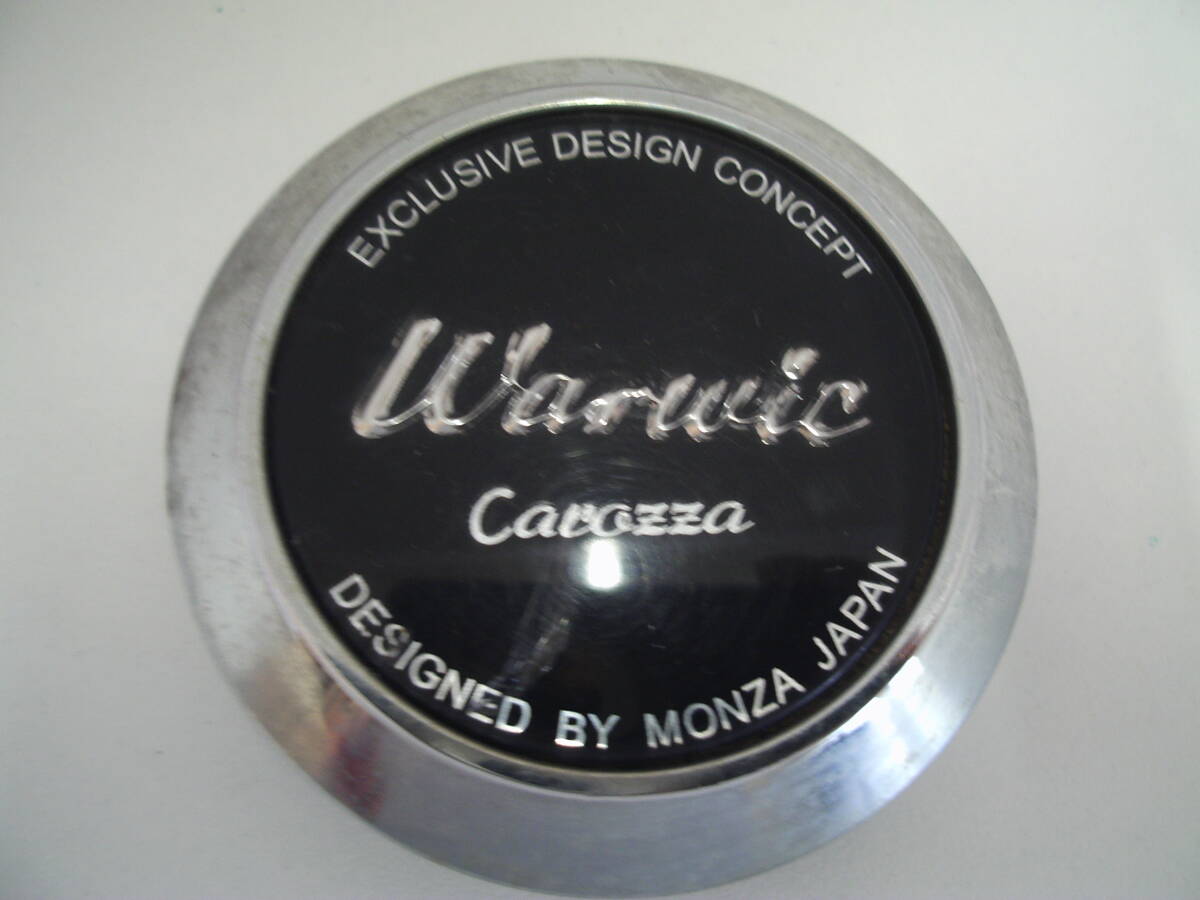 EXCLUSIVE DESIGN CONCEPT
Warwic
Carozza
DESIGNED BY MONZA JAPAN